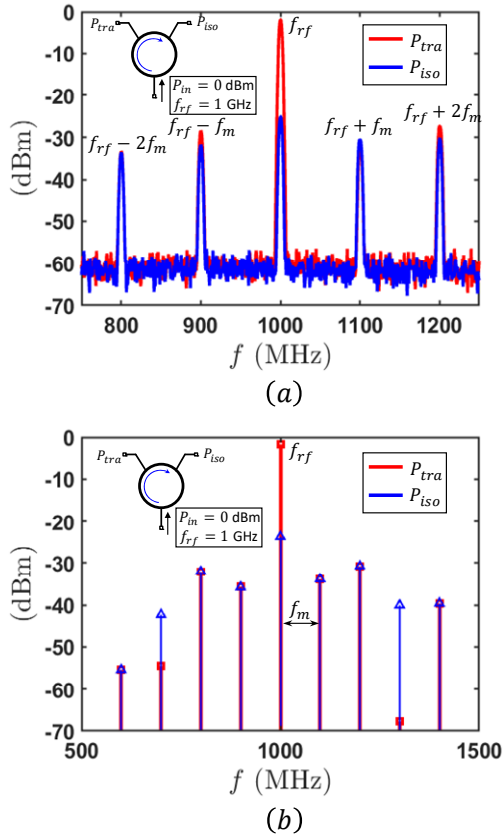 0
-10
-20
-30
-40
-50
-60
-70
(dBm)
P_tra P_iso
P_in = 0 dBm
f_rf = 1 GHz
f_rf
P_tra
P_iso
f_rf − 2f_m
f_rf − f_m
f_rf + f_m
f_rf + 2f_m
800 900 1000 1100 1200
f (MHz)
(a)
0
-10
-20
-30
-40
-50
-60
-70
(dBm)
P_tra P_iso
P_in = 0 dBm
f_rf = 1 GHz
f_rf
P_tra
P_iso
f_m
500 1000 1500
f (MHz)
(b)